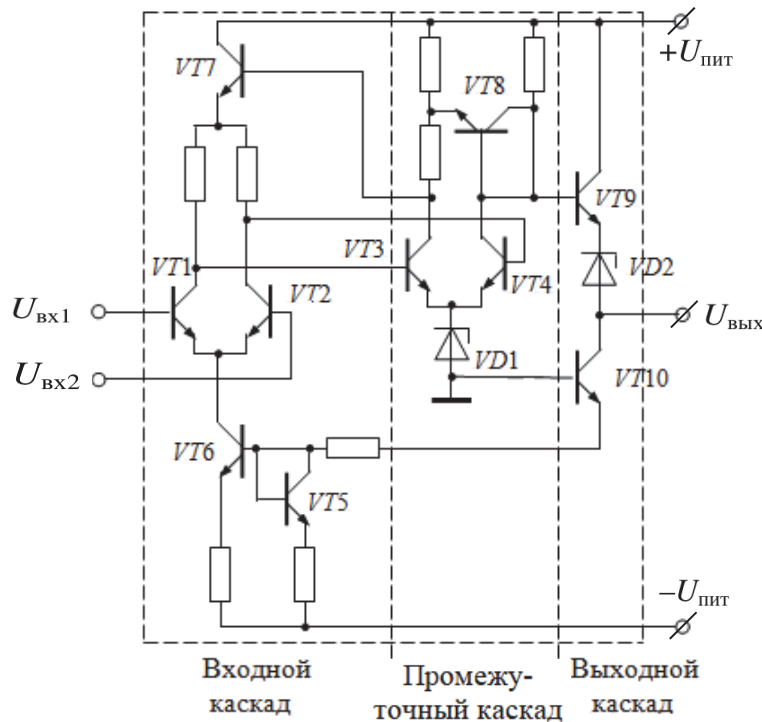 +Uпит
VT7
VT8
VT9
VT3
VT1
VT2
VT4
VD2
Uвх1
Uвых
Uвх2
VD1
VT10
VT6
VT5
–Uпит
Входной
каскад
Промежу-
точный каскад
Выходной
каскад